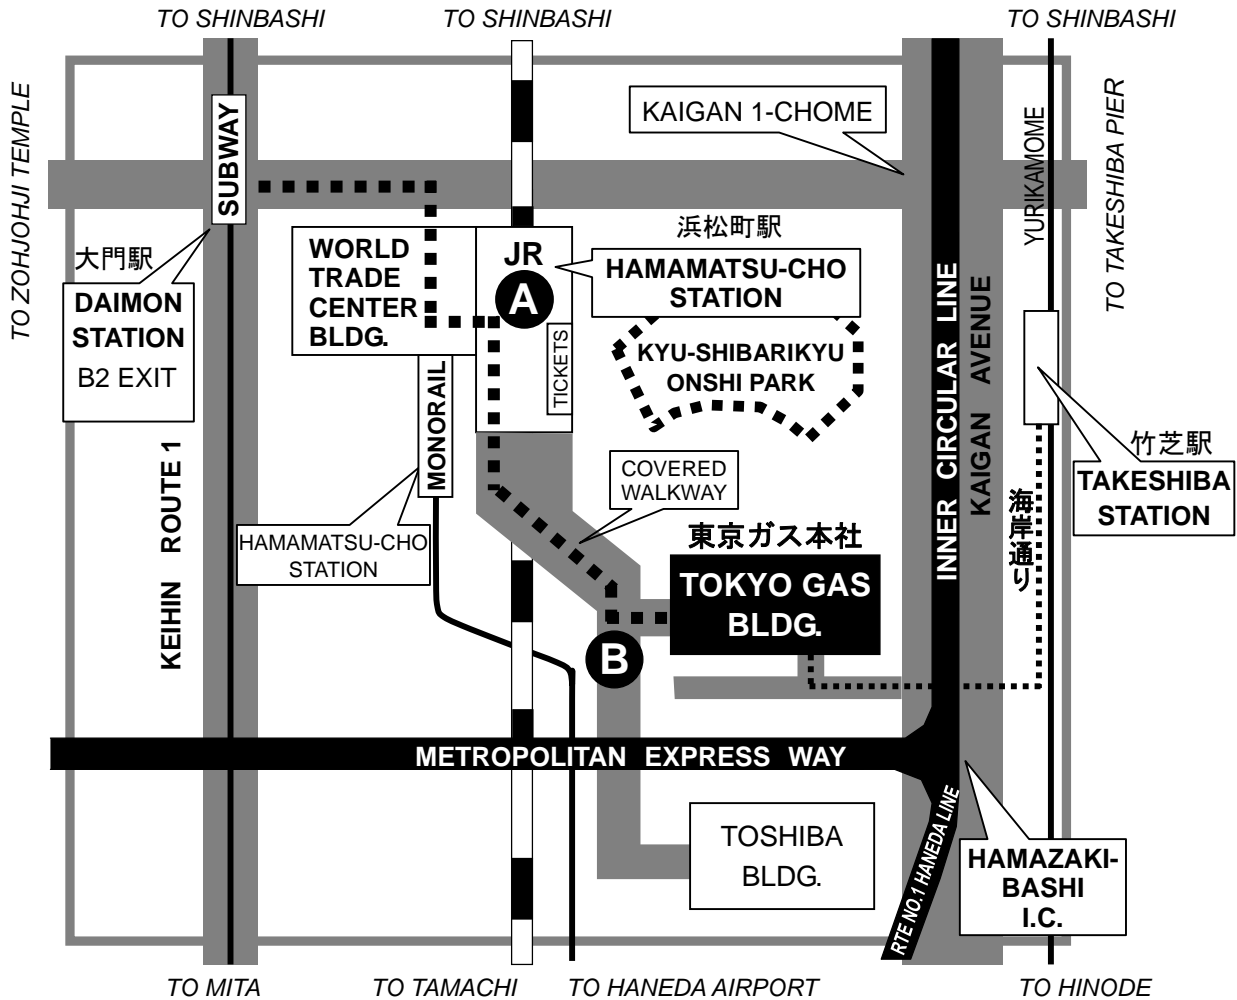 TO SHINBASHI
TO SHINBASHI
TO SHINBASHI
TO ZOHJOHJI TEMPLE
SUBWAY
KAIGAN 1-CHOME
YURIKAMOME
TO TAKESHIBA PIER
大門駅
DAIMON
STATION
B2 EXIT
WORLD
TRADE
CENTER
BLDG.
JR
A
TICKETS
浜松町駅
HAMAMATSU-CHO
STATION
KYU-SHIBARIKYU
ONSHI PARK
INNER CIRCULAR LINE
KAIGAN AVENUE
竹芝駅
TAKESHIBA
STATION
海岸通り
KEIHIN ROUTE 1
MONORAIL
HAMAMATSU-CHO
STATION
COVERED
WALKWAY
東京ガス本社
TOKYO GAS
BLDG.
B
METROPOLITAN EXPRESS WAY
RTE NO.1 HANEDA LINE
TOSHIBA
BLDG.
HAMAZAKI-
BASHI
I.C.
TO MITA
TO TAMACHI
TO HANEDA AIRPORT
TO HINODE